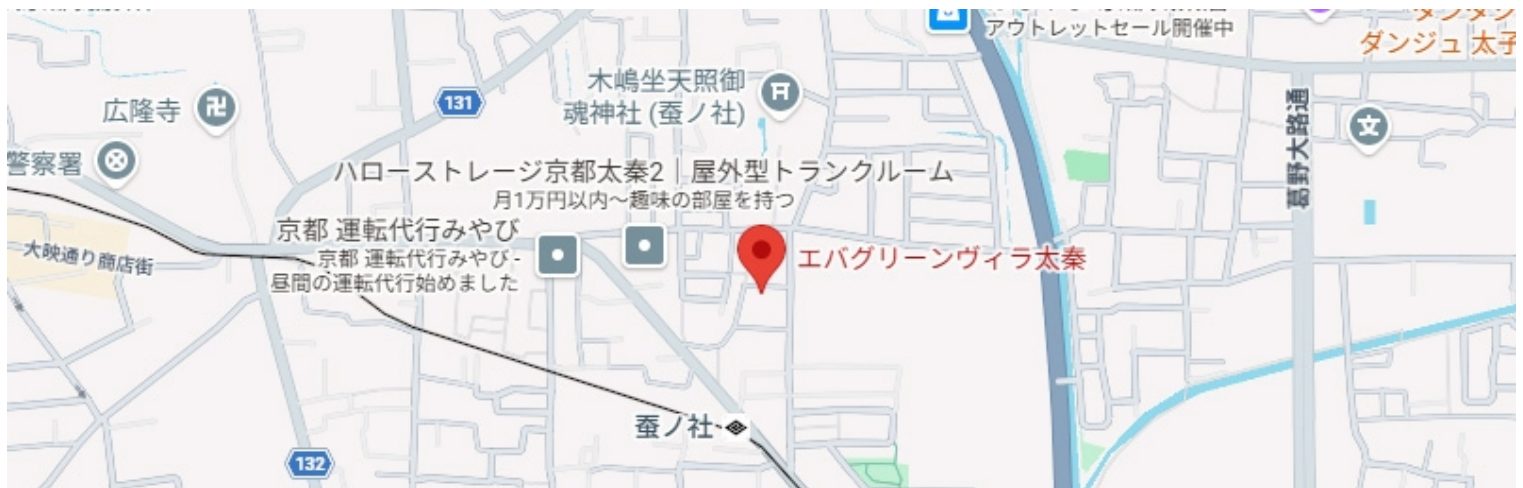 アウトレットセール開催中
ダンジュ 太子
木嶋坐天照御
魂神社 (蚕ノ社)
広隆寺
131
警察署
葛野大路通
文
ハローストレージ京都太秦2｜屋外型トランクルーム
月1万円以内～趣味の部屋を持つ
京都 運転代行みやび
京都 運転代行みやび -
昼間の運転代行始めました
エバグリーンヴィラ太秦
大映通り商店街
蚕ノ社
132